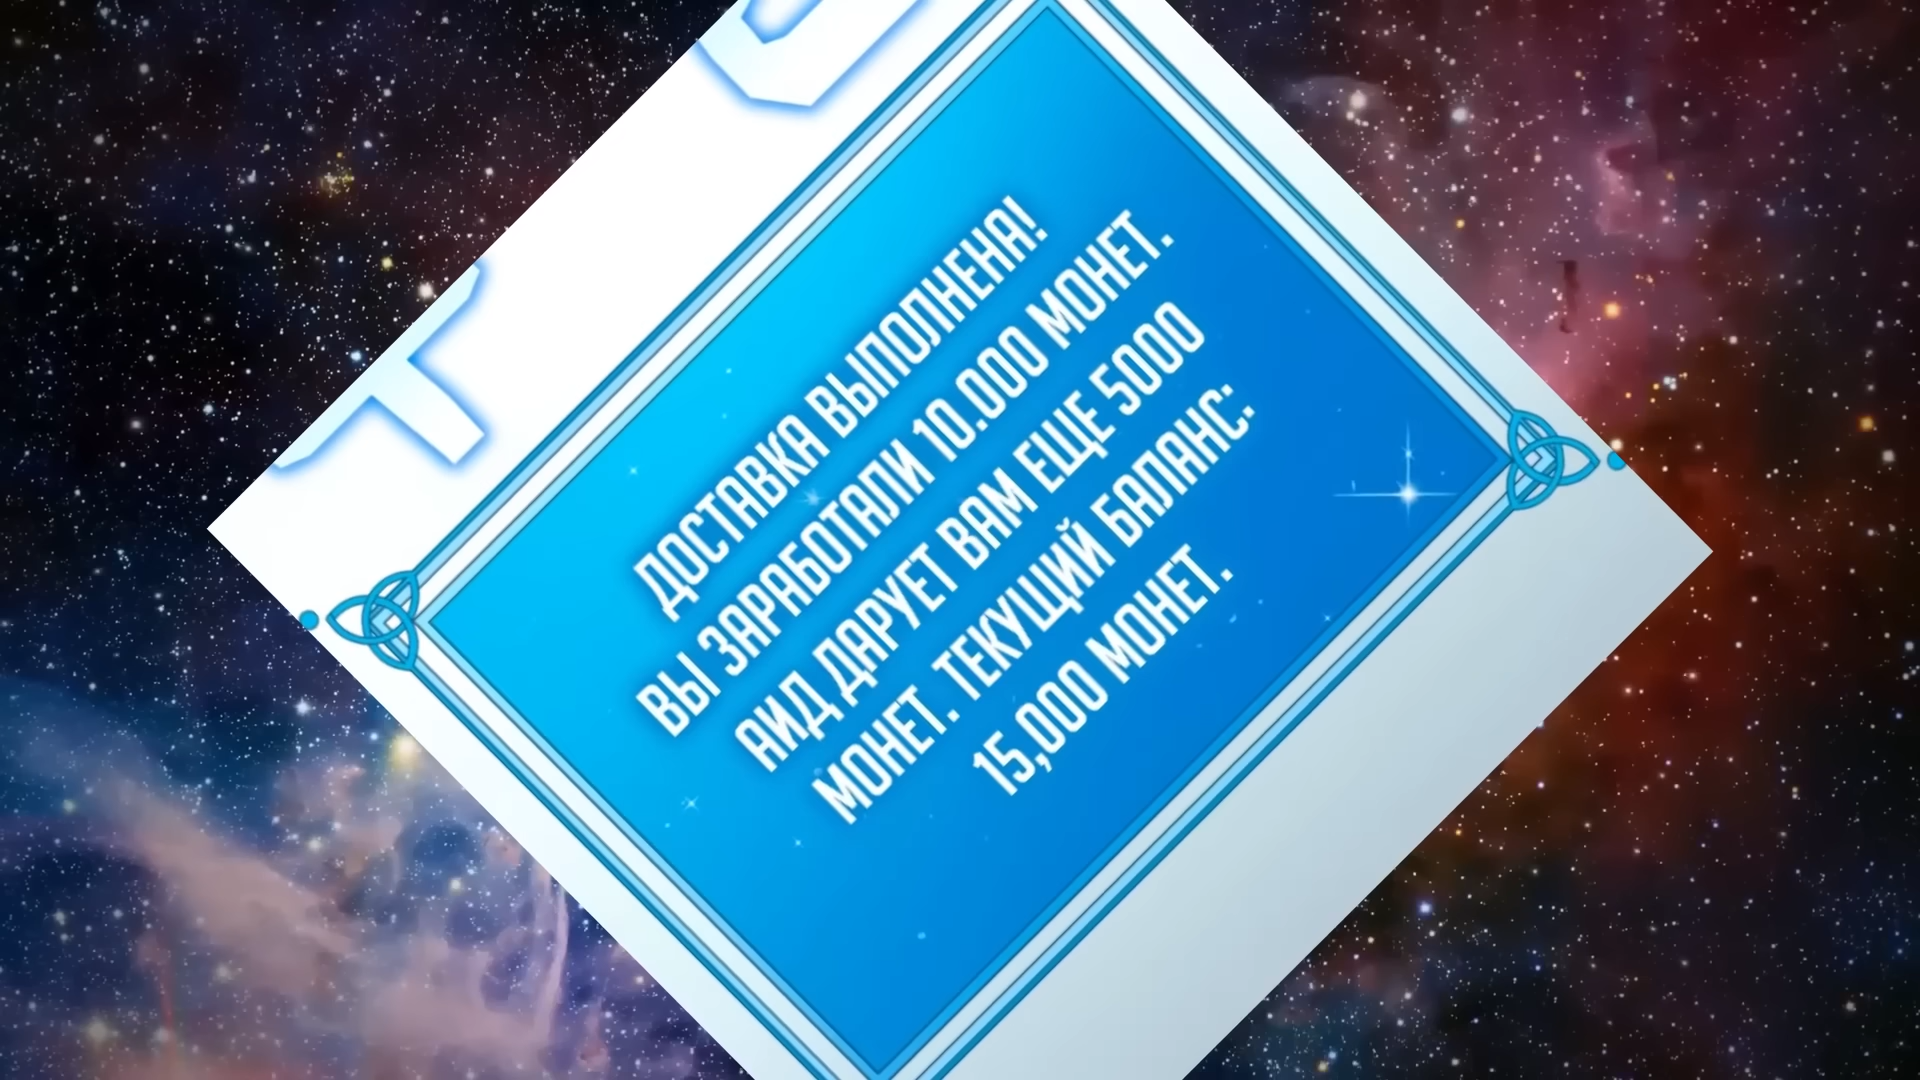 ДОСТАВКА ВЫПОЛНЕНА!
ВЫ ЗАРАБОТАЛИ 10.000 МОНЕТ.
АИД ДАРУЕТ ВАМ ЕЩЕ 5000
МОНЕТ. ТЕКУЩИЙ БАЛАНС:
15,000 МОНЕТ.